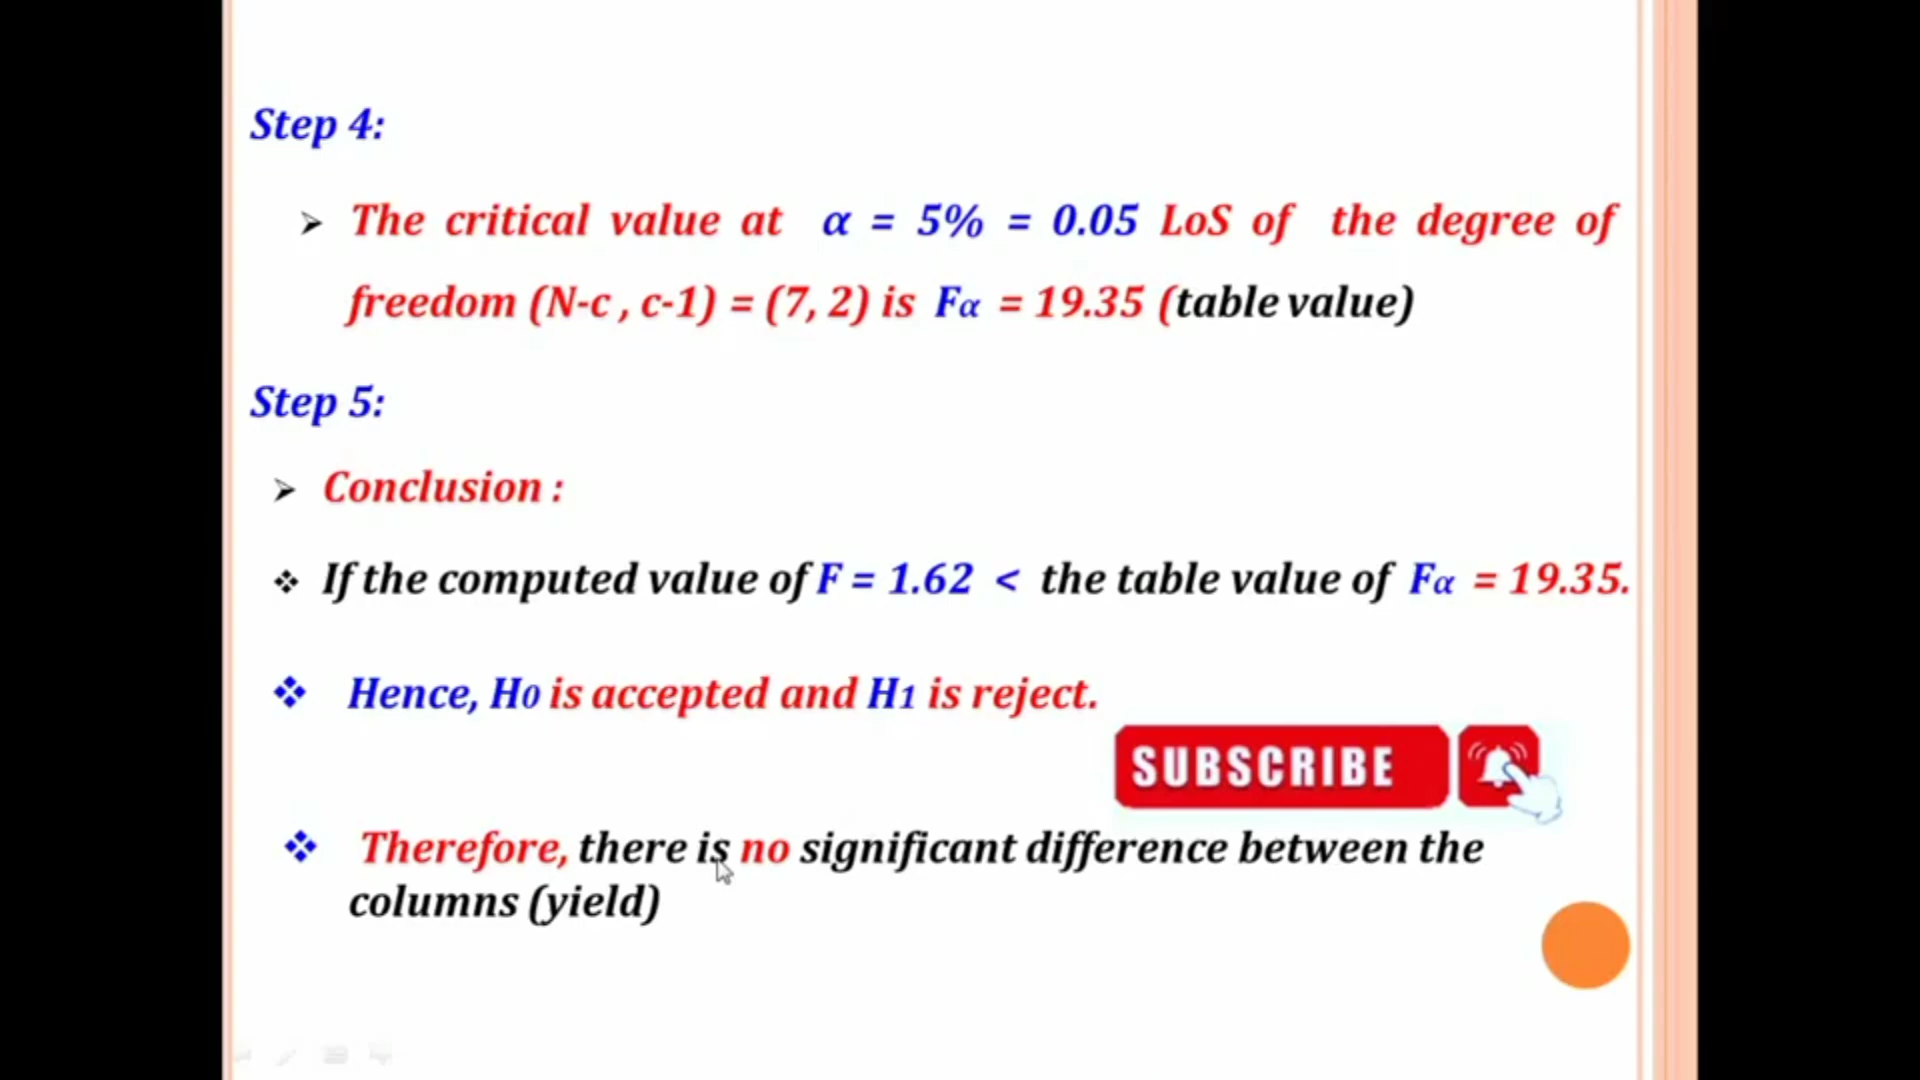 Step 4:
The critical value at α = 5% = 0.05 LoS of the degree of
freedom (N-c , c-1) = (7, 2) is Fα = 19.35 (table value)
Step 5:
Conclusion :
If the computed value of F = 1.62 < the table value of Fα = 19.35.
Hence, H0 is accepted and H1 is reject.
SUBSCRIBE
Therefore, there is no significant difference between the
columns (yield)